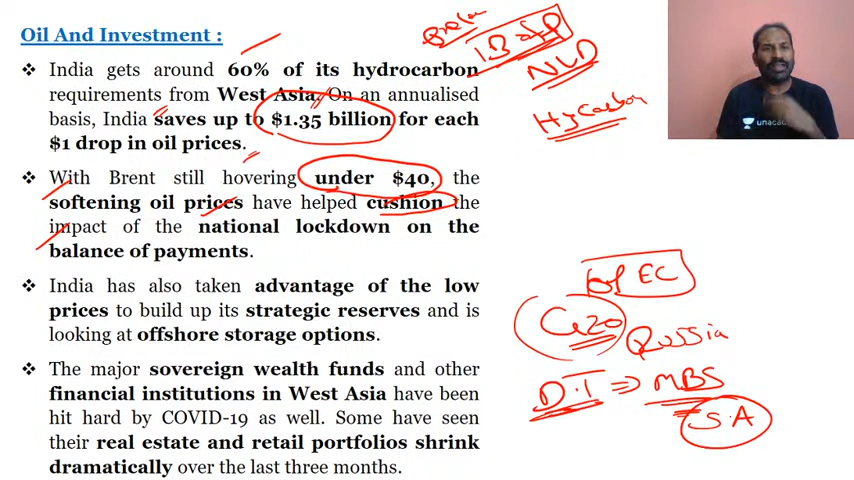 Oil And Investment :
❖ India gets around 60% of its hydrocarbon
requirements from West Asia. On an annualised
basis, India saves up to $1.35 billion for each
$1 drop in oil prices.
❖ With Brent still hovering under $40, the
softening oil prices have helped cushion the
impact of the national lockdown on the
balance of payments.
❖ India has also taken advantage of the low
prices to build up its strategic reserves and is
looking at offshore storage options.
❖ The major sovereign wealth funds and other
financial institutions in West Asia have been
hit hard by COVID-19 as well. Some have seen
their real estate and retail portfolios shrink
dramatically over the last three months.
NLD
Hycarbon
EC
G20
Russia
D.T ⇒ MBS
S.A